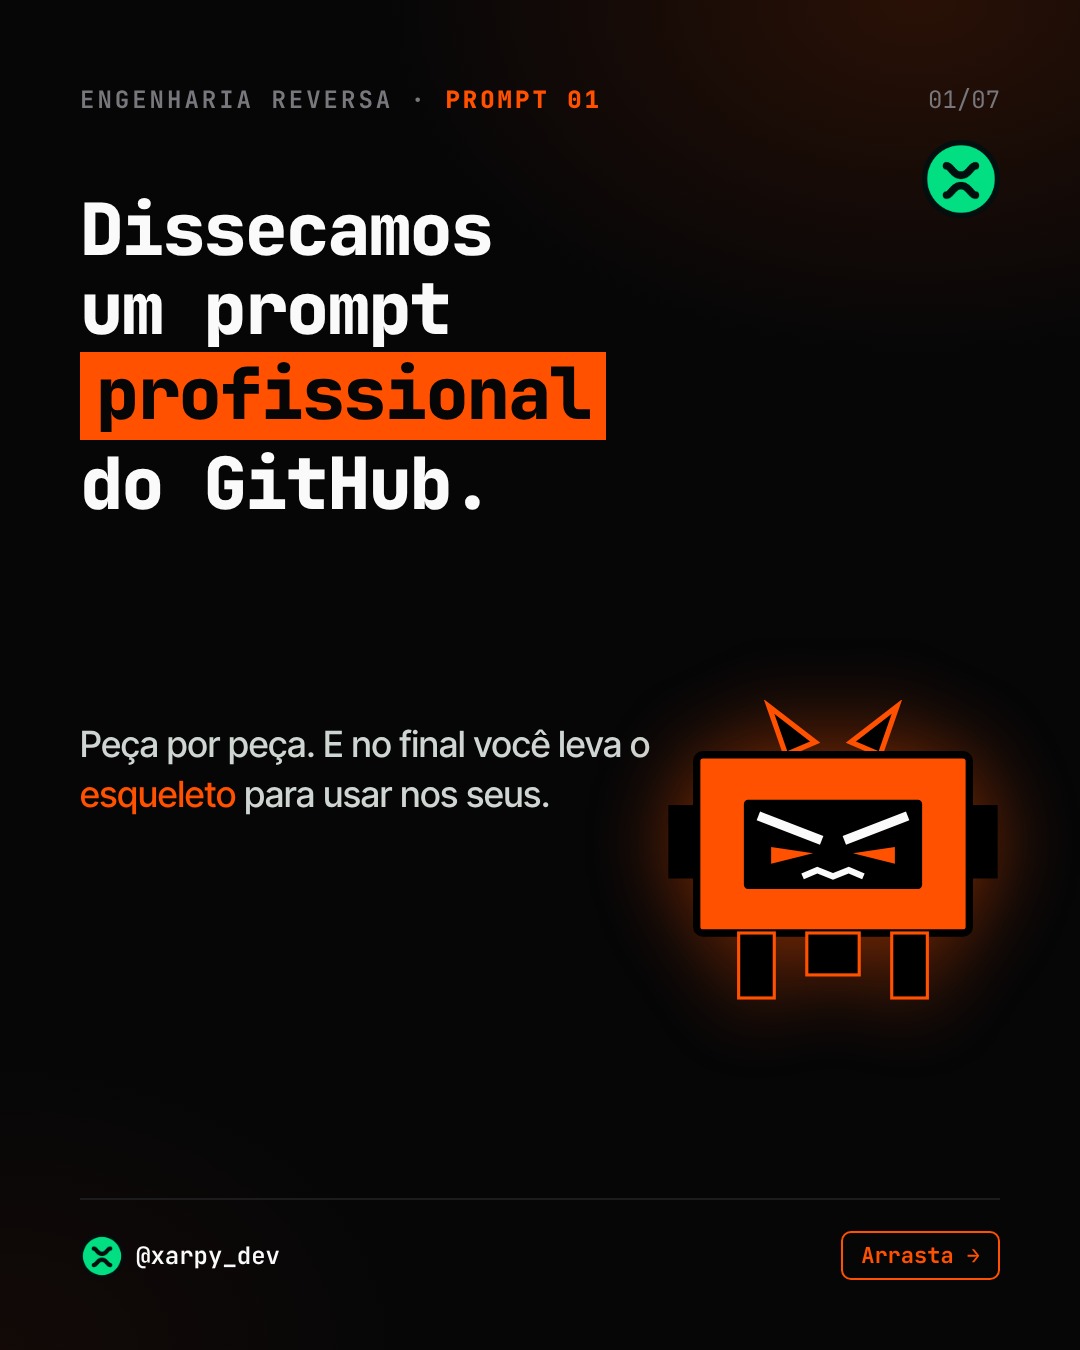 ENGENHARIA REVERSA · PROMPT 01
01/07
Dissecamos
um prompt
profissional
do GitHub.
Peça por peça. E no final você leva o
esqueleto para usar nos seus.
@xarpy_dev
Arrasta →